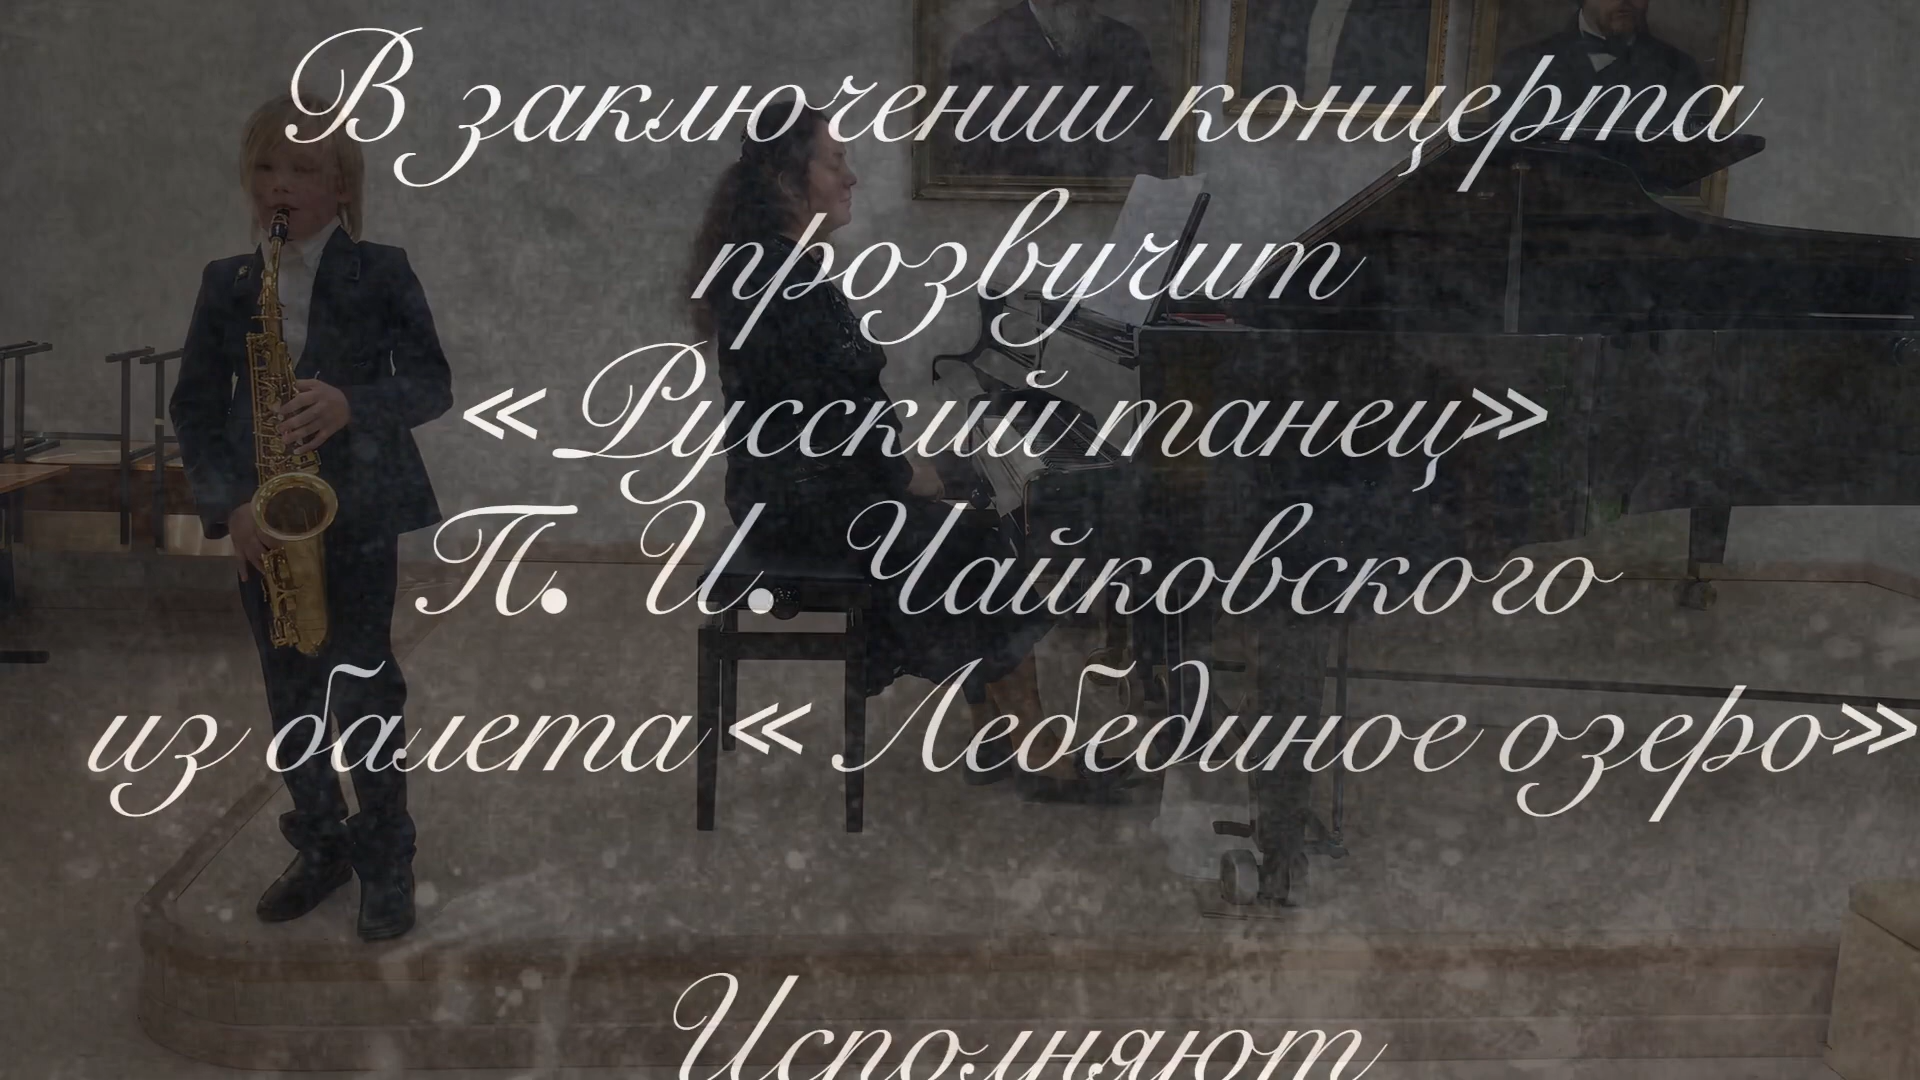 В заключении концерта
прозвучит
«Русский танец»
П. И. Чайковского
из балета « Лебединое озеро»
Исполняют